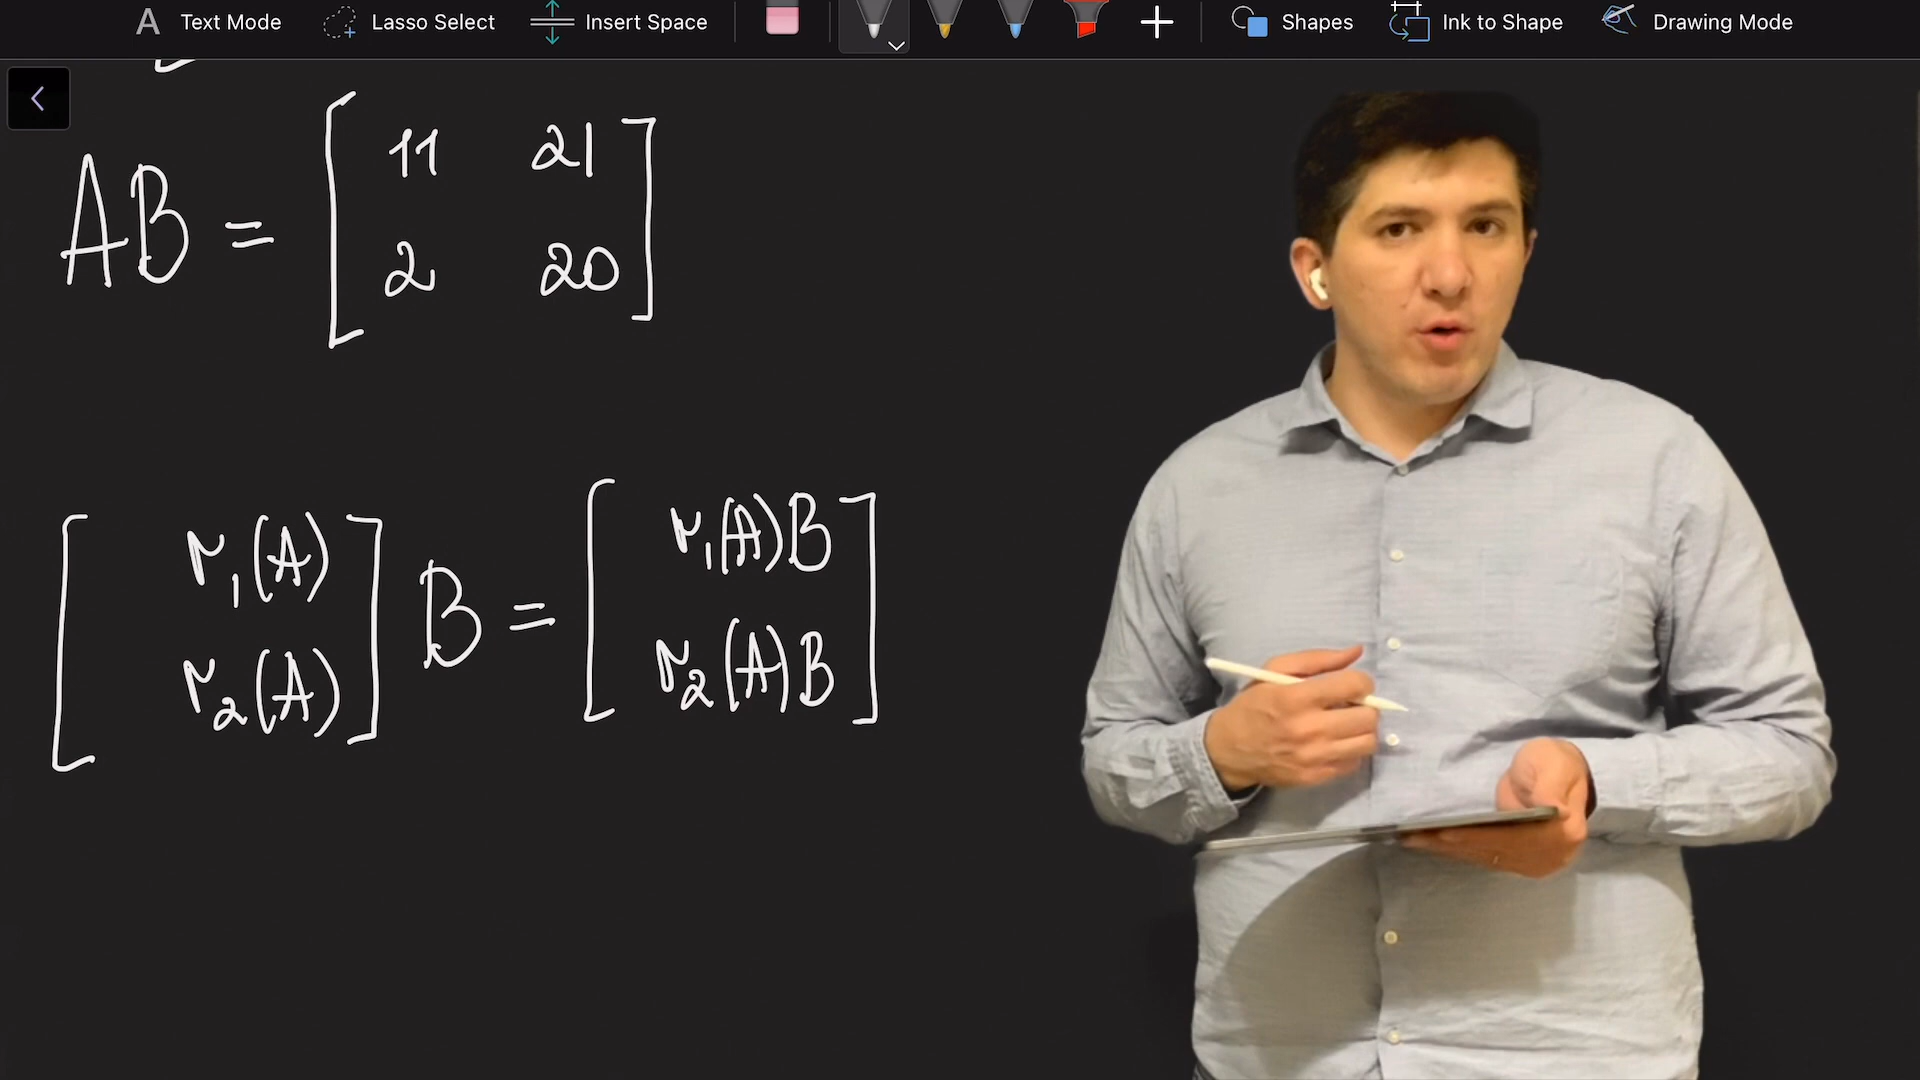 Text Mode Lasso Select Insert Space Shapes Ink to Shape Drawing Mode
AB = [ 11 21
2 20 ]
[ r₁(A)
r₂(A) ] B = [ r₁(A)B
r₂(A)B ]